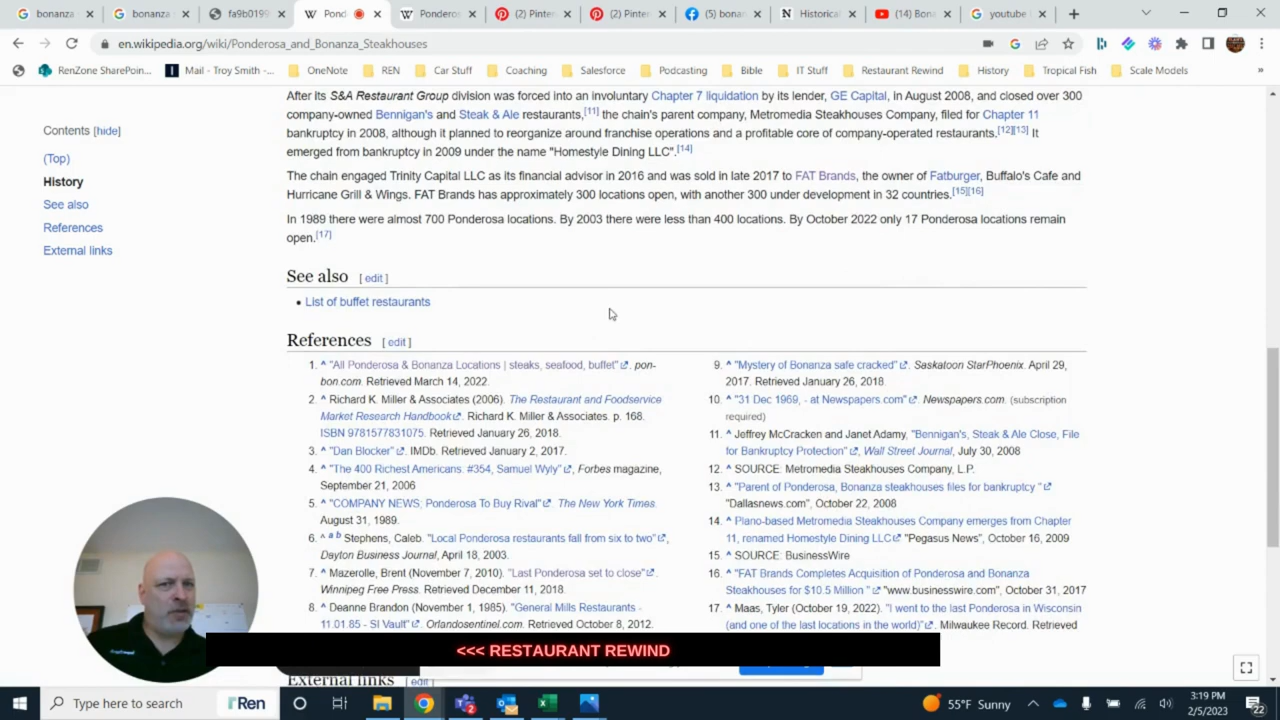 bonanza
bonanza
fa9b0199
Pond
Ponderos
(2) Pinter
(2) Pinter
(5) bonan
Historical
(14) Bon
youtube
en.wikipedia.org/wiki/Ponderosa_and_Bonanza_Steakhouses
RenZone SharePoin...
Mail - Troy Smith -...
OneNote
REN
Car Stuff
Coaching
Salesforce
Podcasting
Bible
IT Stuff
Restaurant Rewind
History
Tropical Fish
Scale Models
»
Contents [hide]
(Top)
History
See also
References
External links
After its S&A Restaurant Group division was forced into an involuntary Chapter 7 liquidation by its lender, GE Capital, in August 2008, and closed over 300
company-owned Bennigan's and Steak & Ale restaurants,[11] the chain's parent company, Metromedia Steakhouses Company, filed for Chapter 11
bankruptcy in 2008, although it planned to reorganize around franchise operations and a profitable core of company-operated restaurants.[12][13] It
emerged from bankruptcy in 2009 under the name "Homestyle Dining LLC".[14]
The chain engaged Trinity Capital LLC as its financial advisor in 2016 and was sold in late 2017 to FAT Brands, the owner of Fatburger, Buffalo's Cafe and
Hurricane Grill & Wings. FAT Brands has approximately 300 locations open, with another 300 under development in 32 countries.[15][16]
In 1989 there were almost 700 Ponderosa locations. By 2003 there were less than 400 locations. By October 2022 only 17 Ponderosa locations remain
open.[17]
See also [ edit ]
• List of buffet restaurants
References [ edit ]
1. ^ "All Ponderosa & Bonanza Locations | steaks, seafood, buffet". pon-
bon.com. Retrieved March 14, 2022.
2. ^ Richard K. Miller & Associates (2006). The Restaurant and Foodservice
Market Research Handbook. Richard K. Miller & Associates. p. 168.
ISBN 9781577831075. Retrieved January 26, 2018.
3. ^ "Dan Blocker". IMDb. Retrieved January 2, 2017.
4. ^ "The 400 Richest Americans. #354, Samuel Wyly", Forbes magazine,
September 21, 2006
5. ^ "COMPANY NEWS; Ponderosa To Buy Rival". The New York Times.
August 31, 1989.
6. ^ a b Stephens, Caleb. "Local Ponderosa restaurants fall from six to two",
Dayton Business Journal, April 18, 2003.
7. ^ Mazerolle, Brent (November 7, 2010). "Last Ponderosa set to close".
Winnipeg Free Press. Retrieved December 11, 2018.
8. ^ Deanne Brandon (November 1, 1985). "General Mills Restaurants -
11.01.85 - SI Vault". Orlandosentinel.com. Retrieved October 8, 2012.
9. ^ "Mystery of Bonanza safe cracked". Saskatoon StarPhoenix. April 29,
2017. Retrieved January 26, 2018.
10. ^ "31 Dec 1969, - at Newspapers.com". Newspapers.com. (subscription
required)
11. ^ Jeffrey McCracken and Janet Adamy, "Bennigan's, Steak & Ale Close, File
for Bankruptcy Protection", Wall Street Journal, July 30, 2008
12. ^ SOURCE: Metromedia Steakhouses Company, L.P.
13. ^ "Parent of Ponderosa, Bonanza steakhouses files for bankruptcy "
"Dallasnews.com", October 22, 2008
14. ^ Plano-based Metromedia Steakhouses Company emerges from Chapter
11, renamed Homestyle Dining LLC "Pegasus News", October 16, 2009
15. ^ SOURCE: BusinessWire
16. ^ "FAT Brands Completes Acquisition of Ponderosa and Bonanza
Steakhouses for $10.5 Million " "www.businesswire.com", October 31, 2017
17. ^ Maas, Tyler (October 19, 2022). "I went to the last Ponderosa in Wisconsin
(and one of the last locations in the world)". Milwaukee Record. Retrieved
<<< RESTAURANT REWIND
External links [ edit ]
Type here to search
Ren
55°F Sunny
3:19 PM
2/5/2023
22